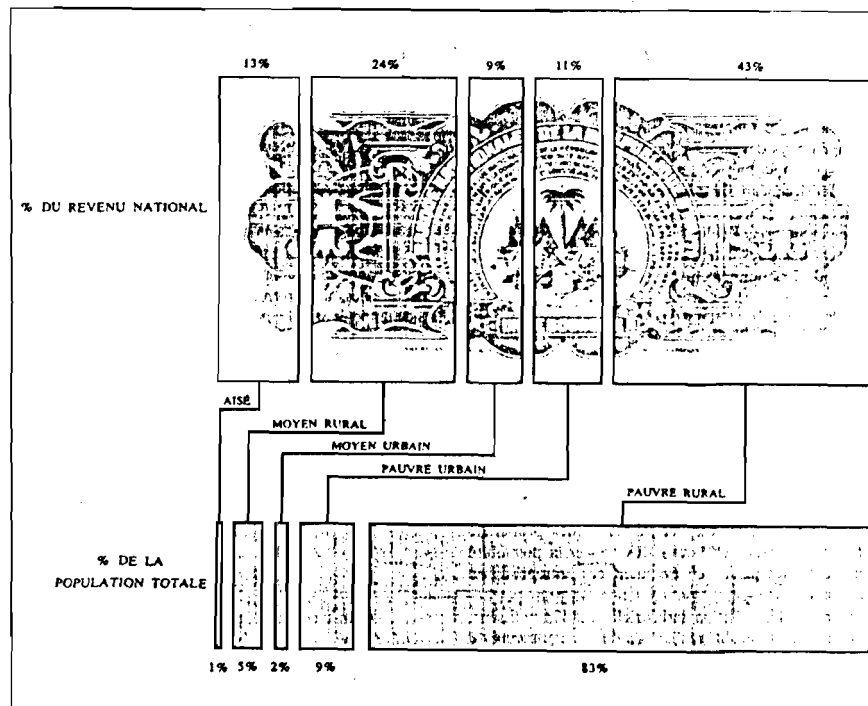 13% 24% 9% 11% 43%
% DU REVENU NATIONAL
AISÉ
MOYEN RURAL
MOYEN URBAIN
PAUVRE URBAIN
PAUVRE RURAL
% DE LA
POPULATION TOTALE
1% 5% 2% 9% 83%